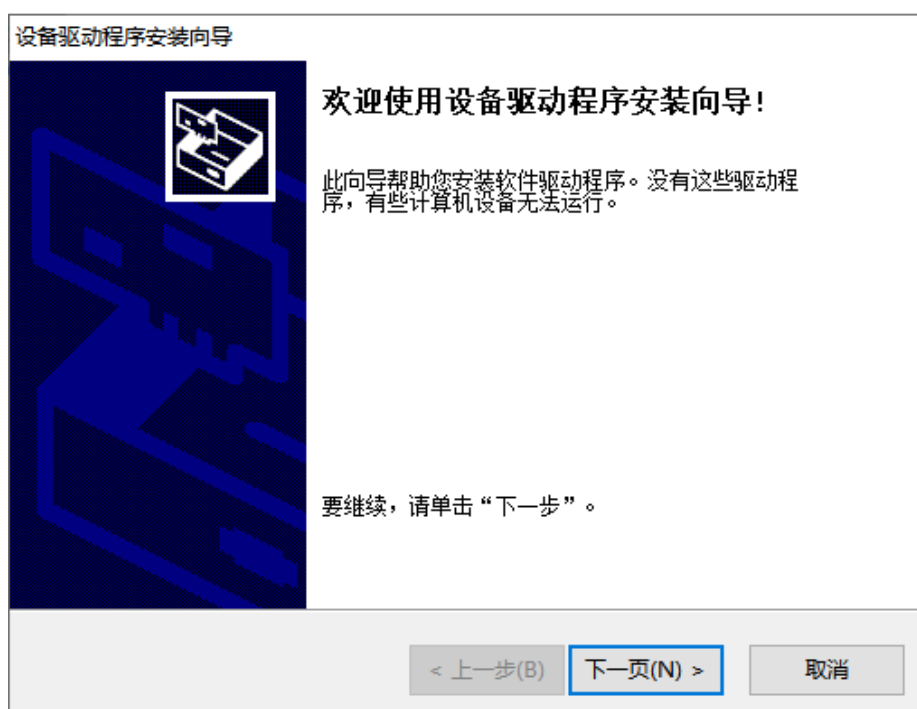 设备驱动程序安装向导
欢迎使用设备驱动程序安装向导!
此向导帮助您安装软件驱动程序。没有这些驱动程
序，有些计算机设备无法运行。
要继续，请单击“下一步”。
< 上一步(B)
下一页(N) >
取消